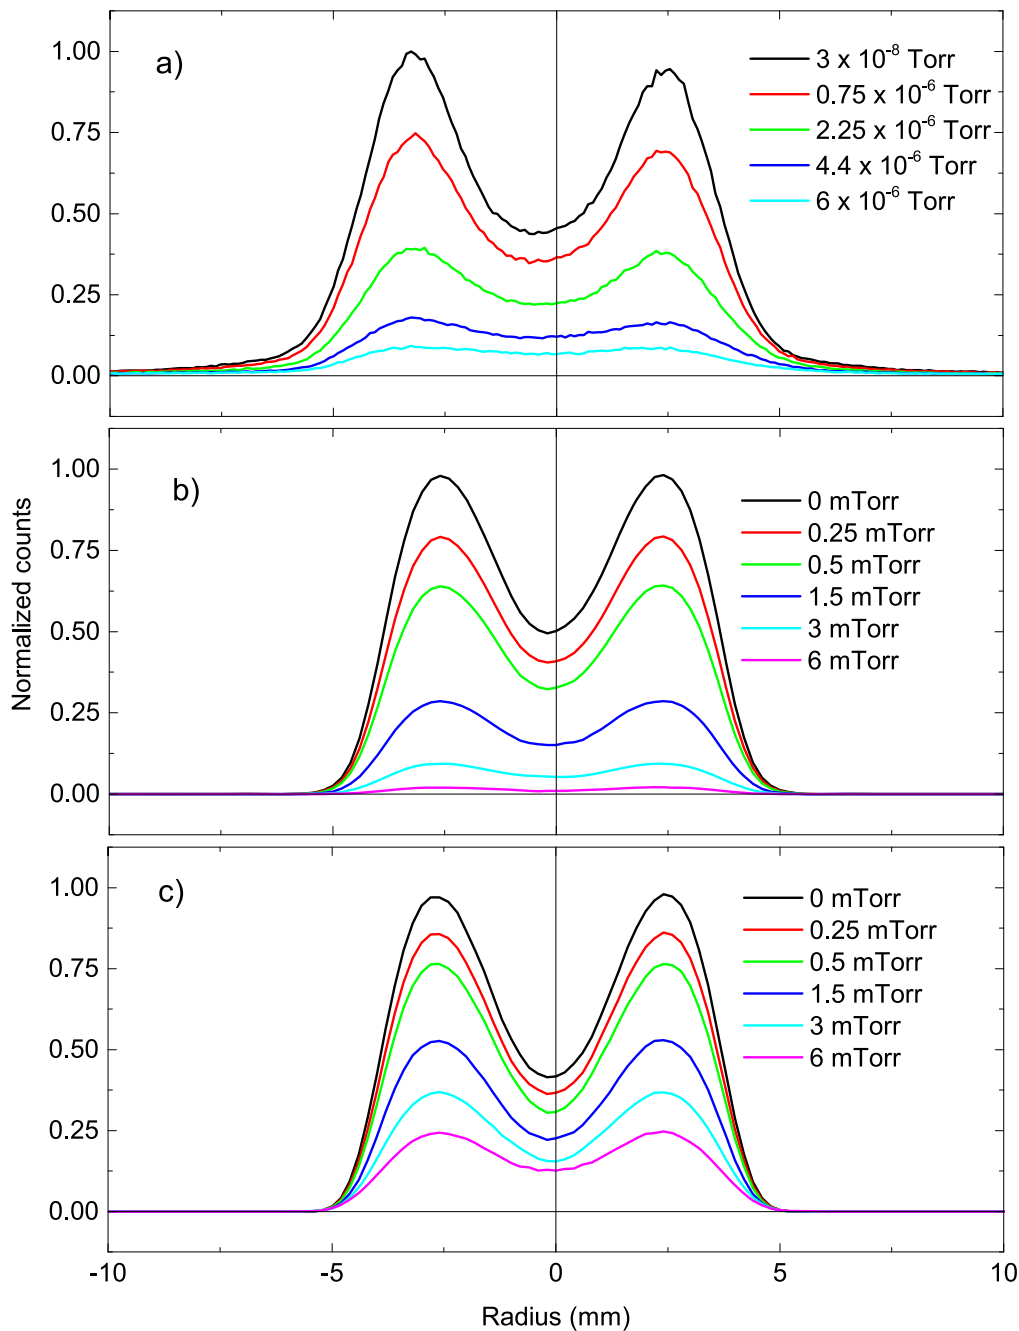 a)
1.00
0.75
0.50
0.25
0.00
3 x 10⁻⁸ Torr
0.75 x 10⁻⁶ Torr
2.25 x 10⁻⁶ Torr
4.4 x 10⁻⁶ Torr
6 x 10⁻⁶ Torr
Normalized counts
b)
1.00
0.75
0.50
0.25
0.00
0 mTorr
0.25 mTorr
0.5 mTorr
1.5 mTorr
3 mTorr
6 mTorr
c)
1.00
0.75
0.50
0.25
0.00
0 mTorr
0.25 mTorr
0.5 mTorr
1.5 mTorr
3 mTorr
6 mTorr
-10 -5 0 5 10
Radius (mm)